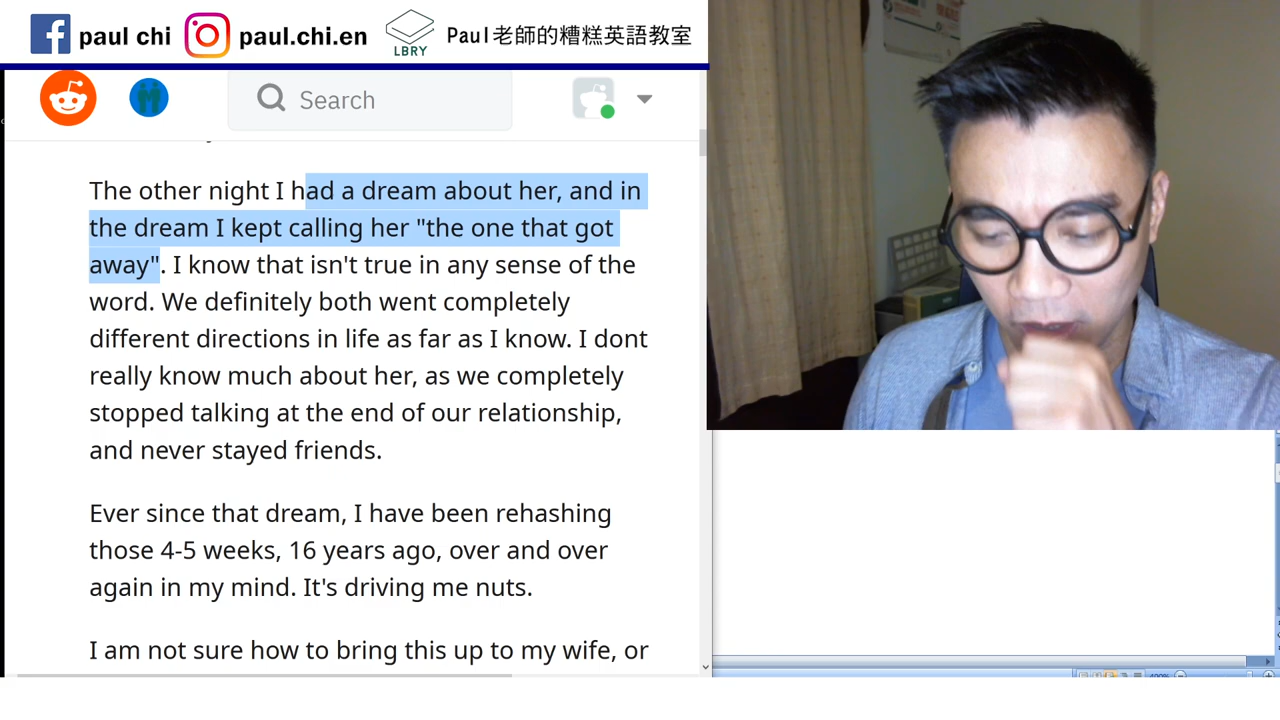 paul chi
paul.chi.en
LBRY
Paul老師的糟糕英語教室
Search
The other night I had a dream about her, and in
the dream I kept calling her "the one that got
away". I know that isn't true in any sense of the
word. We definitely both went completely
different directions in life as far as I know. I dont
really know much about her, as we completely
stopped talking at the end of our relationship,
and never stayed friends.
Ever since that dream, I have been rehashing
those 4-5 weeks, 16 years ago, over and over
again in my mind. It's driving me nuts.
I am not sure how to bring this up to my wife, or
400%